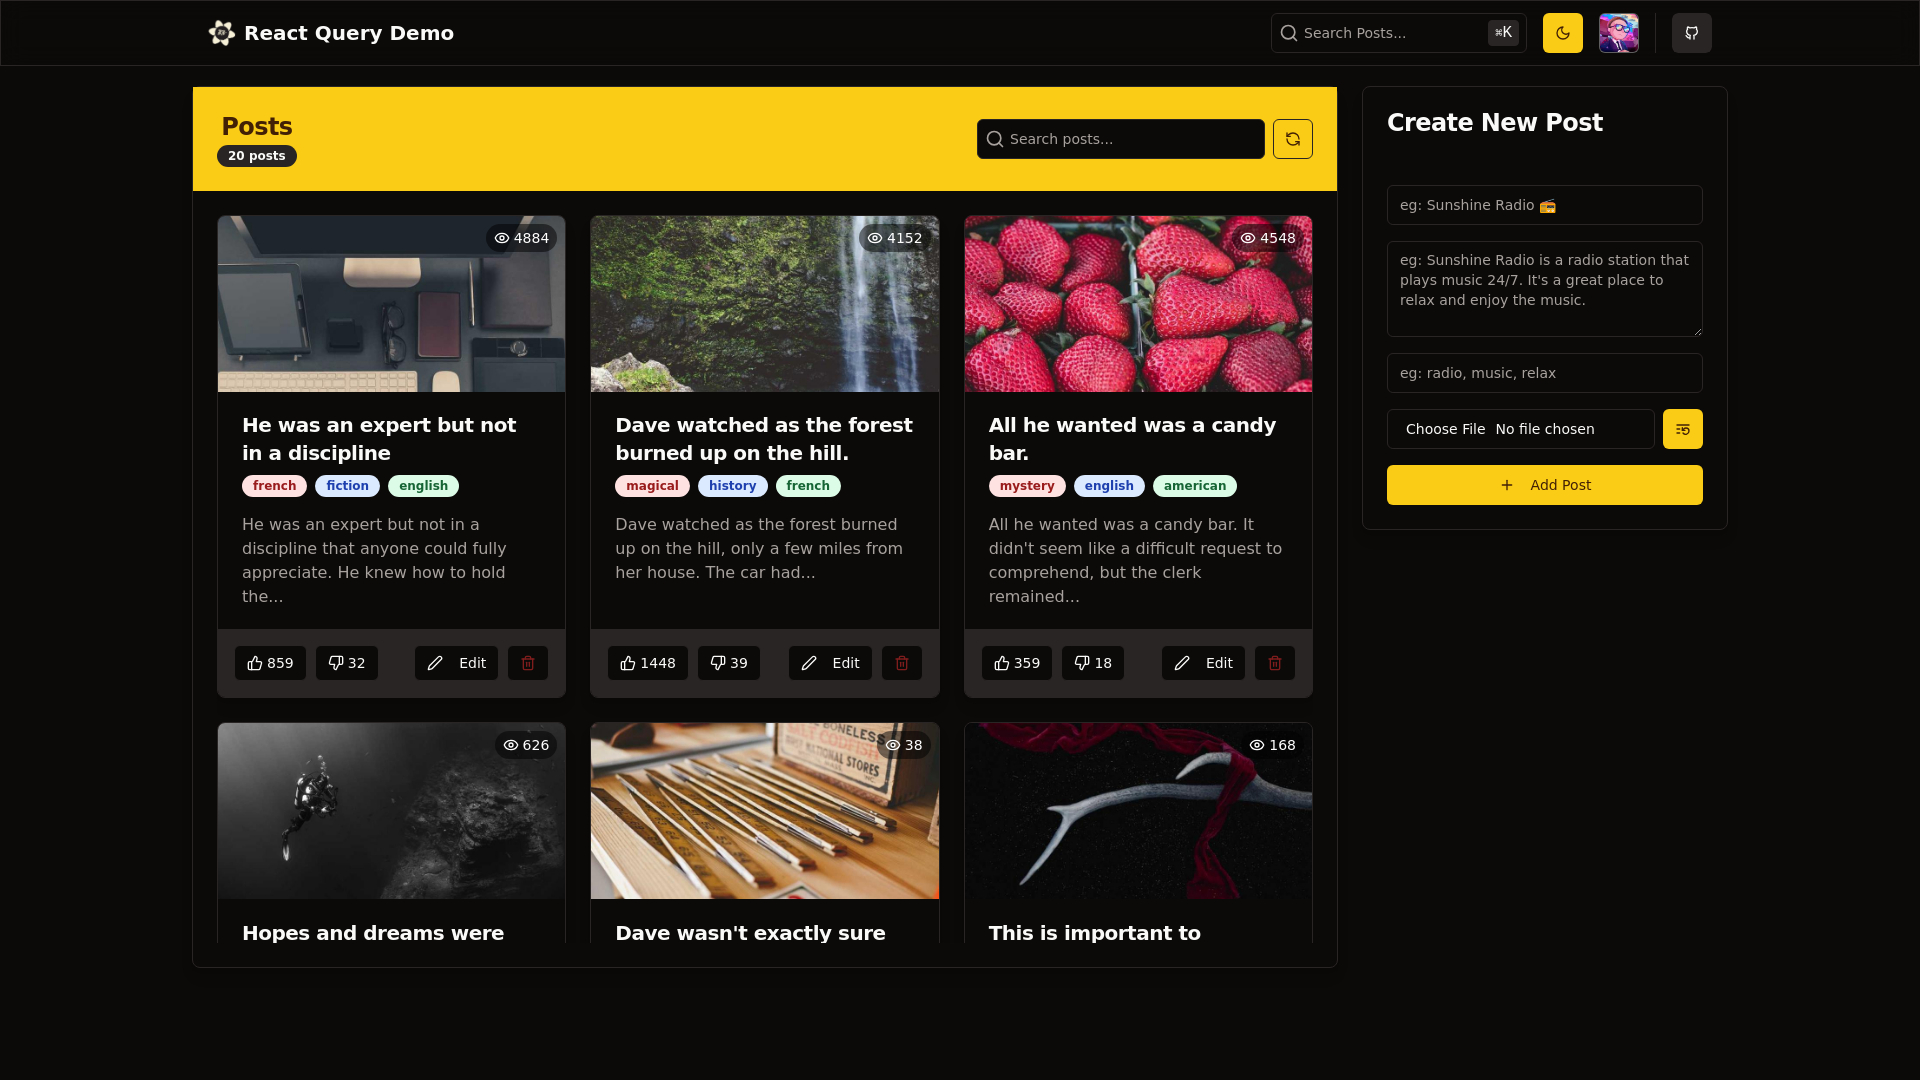 React Query Demo
Search Posts...
⌘K
Posts
20 posts
Search posts...
4884
4152
4548
He was an expert but not
in a discipline
french fiction english
He was an expert but not in a
discipline that anyone could fully
appreciate. He knew how to hold
the...
859 32 Edit
Dave watched as the forest
burned up on the hill.
magical history french
Dave watched as the forest burned
up on the hill, only a few miles from
her house. The car had...
1448 39 Edit
All he wanted was a candy
bar.
mystery english american
All he wanted was a candy bar. It
didn't seem like a difficult request to
comprehend, but the clerk
remained...
359 18 Edit
626
38
BONELESS
SALT CODFISH
NATIONAL STORES
168
Hopes and dreams were
Dave wasn't exactly sure
This is important to
Create New Post
eg: Sunshine Radio 📻
eg: Sunshine Radio is a radio station that
plays music 24/7. It's a great place to
relax and enjoy the music.
eg: radio, music, relax
Choose File No file chosen
Add Post